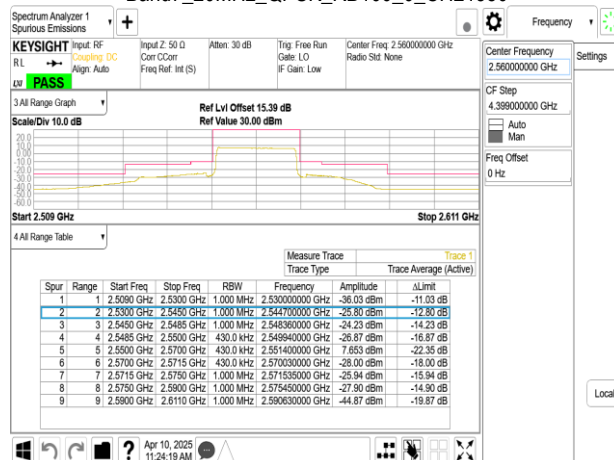 Spectrum Analyzer 1
Spurious Emissions
Frequency
KEYSIGHT
Input: RF
Coupling: DC
Align: Auto
Input Z: 50 Ω
Corr CCorr
Freq Ref: Int (S)
Atten: 30 dB
Trig: Free Run
Gate: LO
IF Gain: Low
Center Freq: 2.560000000 GHz
Radio Std: None
RL
LXI
PASS
Center Frequency
2.560000000 GHz
Settings
CF Step
4.399000000 GHz
Auto
Man
Freq Offset
0 Hz
3 All Range Graph
Scale/Div 10.0 dB
Ref Lvl Offset 15.39 dB
Ref Value 30.00 dBm
20.0
10.0
0.00
-10.0
-20.0
-30.0
-40.0
-50.0
-60.0
Start 2.509 GHz
Stop 2.611 GHz
4 All Range Table
Measure Trace Trace 1
Trace Type Trace Average (Active)
Spur Range Start Freq Stop Freq RBW Frequency Amplitude ΔLimit
1 1 2.5090 GHz 2.5300 GHz 1.000 MHz 2.530000000 GHz -36.03 dBm -11.03 dB
2 2 2.5300 GHz 2.5450 GHz 1.000 MHz 2.544700000 GHz -25.80 dBm -12.80 dB
3 3 2.5450 GHz 2.5485 GHz 1.000 MHz 2.548360000 GHz -24.23 dBm -14.23 dB
4 4 2.5485 GHz 2.5500 GHz 430.0 kHz 2.549940000 GHz -26.87 dBm -16.87 dB
5 5 2.5500 GHz 2.5700 GHz 430.0 kHz 2.551400000 GHz 7.653 dBm -22.35 dB
6 6 2.5700 GHz 2.5715 GHz 430.0 kHz 2.570030000 GHz -28.00 dBm -18.00 dB
7 7 2.5715 GHz 2.5750 GHz 1.000 MHz 2.571535000 GHz -25.94 dBm -15.94 dB
8 8 2.5750 GHz 2.5900 GHz 1.000 MHz 2.575450000 GHz -27.90 dBm -14.90 dB
9 9 2.5900 GHz 2.6110 GHz 1.000 MHz 2.590630000 GHz -44.87 dBm -19.87 dB
Local
Apr 10, 2025
11:24:19 AM